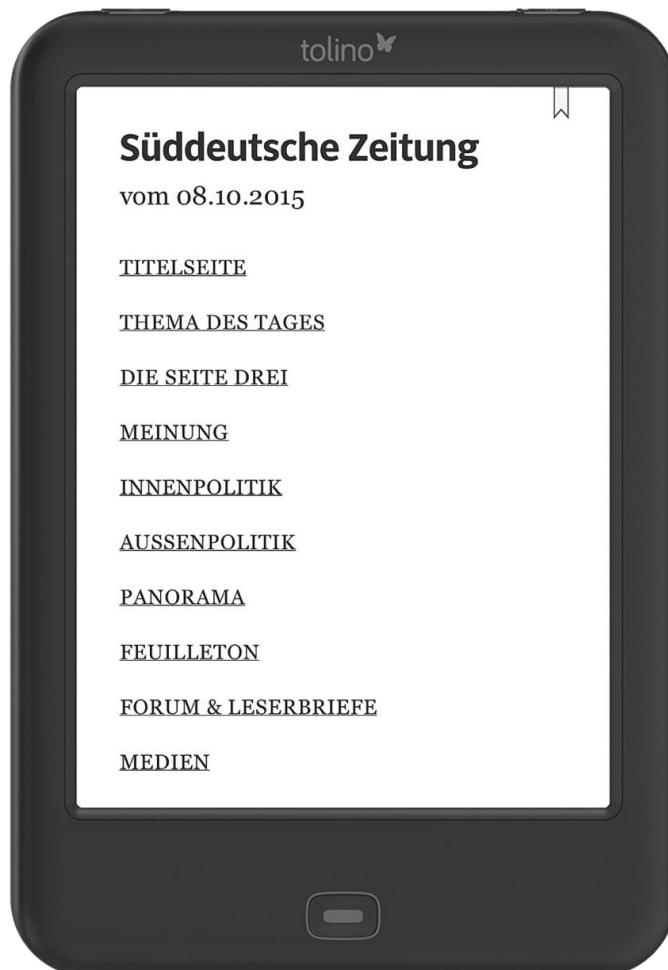 tolino
Süddeutsche Zeitung
vom 08.10.2015
TITELSEITE
THEMA DES TAGES
DIE SEITE DREI
MEINUNG
INNENPOLITIK
AUSSENPOLITIK
PANORAMA
FEUILLETON
FORUM & LESERBRIEFE
MEDIEN